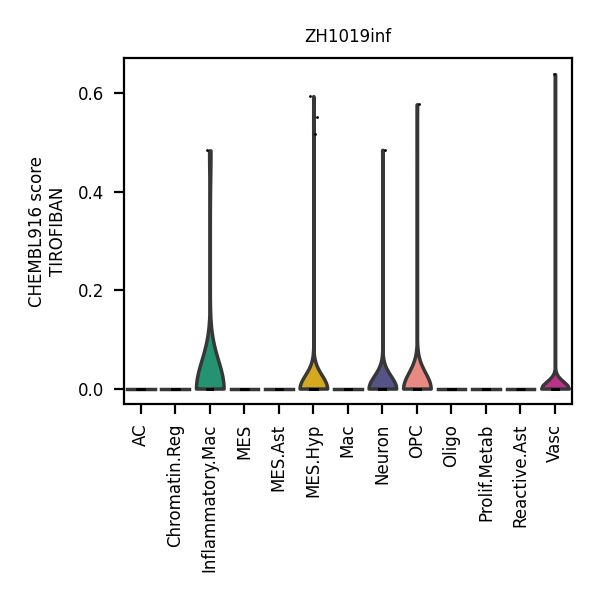 ZH1019inf
CHEMBL916 score
TIROFIBAN
0.6
0.4
0.2
0.0
AC
Chromatin.Reg
Inflammatory.Mac
MES
MES.Ast
MES.Hyp
Mac
Neuron
OPC
Oligo
Prolif.Metab
Reactive.Ast
Vasc